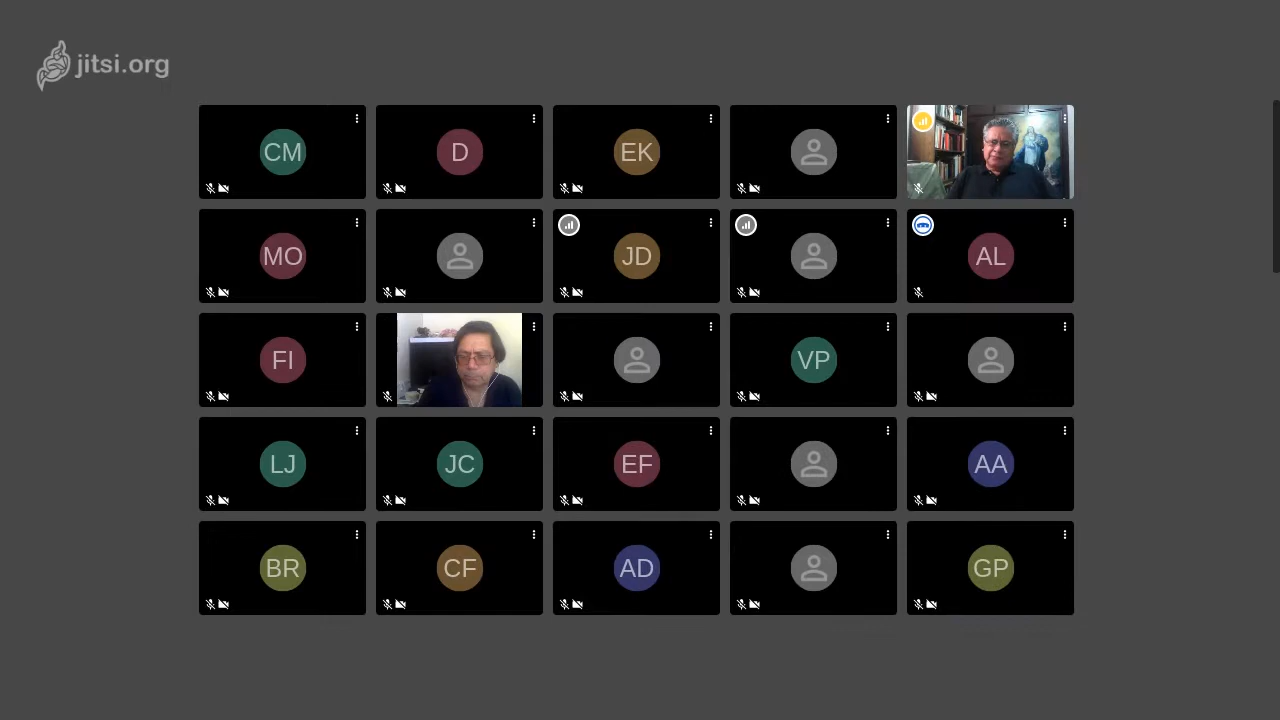 jitsi.org
CM D EK
MO JD AL
FI VP
LJ JC EF AA
BR CF AD GP